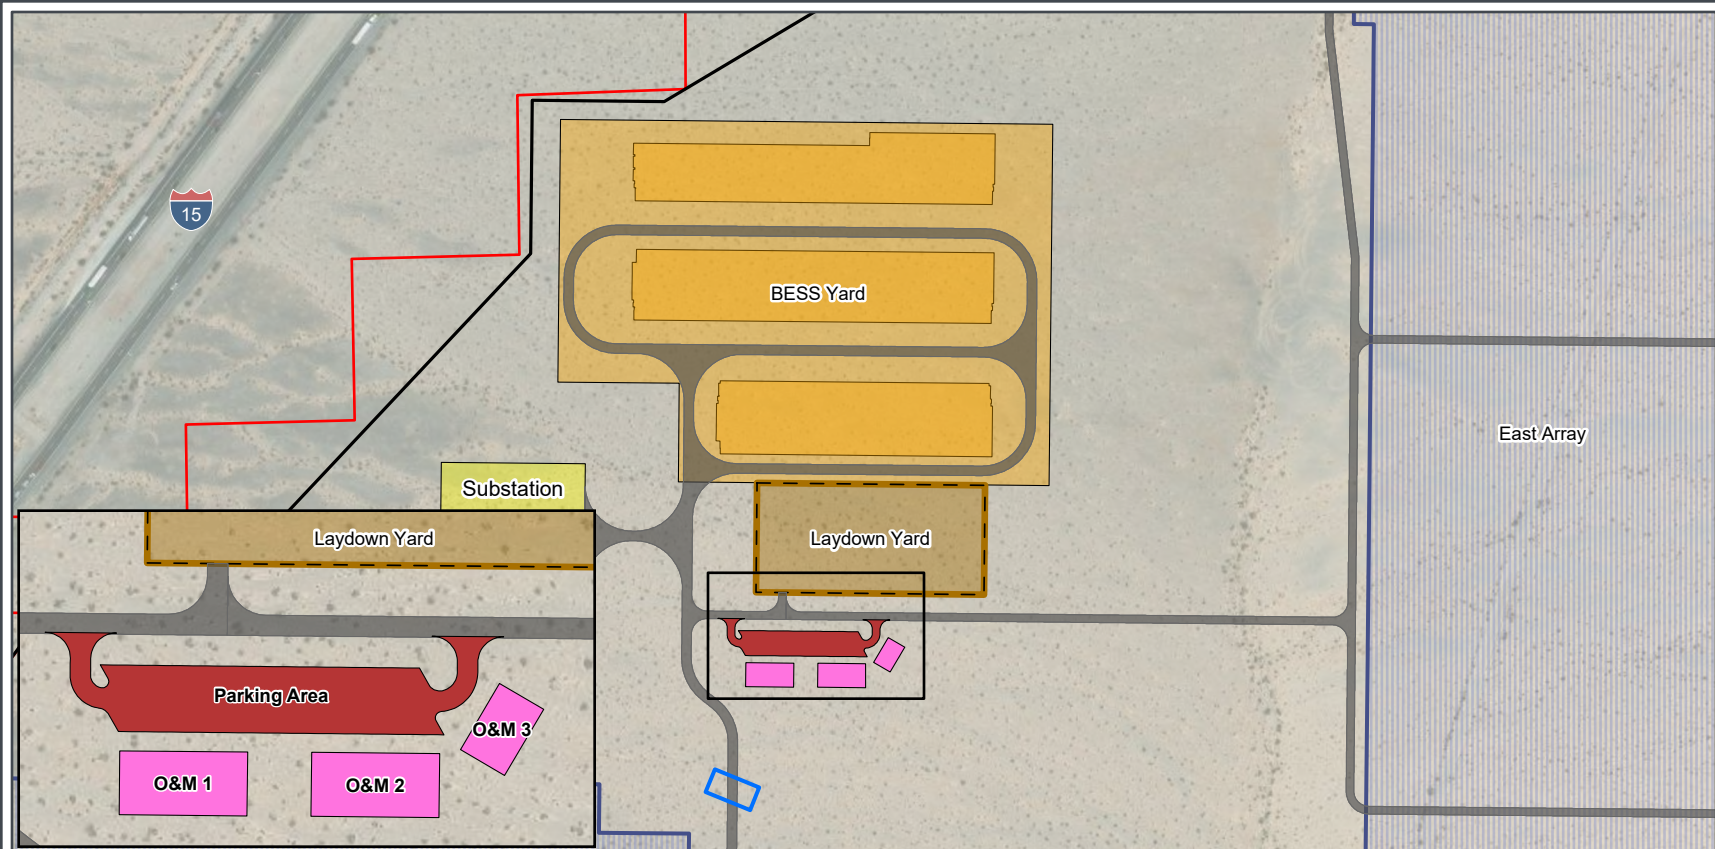 15
BESS Yard
East Array
Substation
Laydown Yard
Laydown Yard
Parking Area
O&M 3
O&M 1
O&M 2